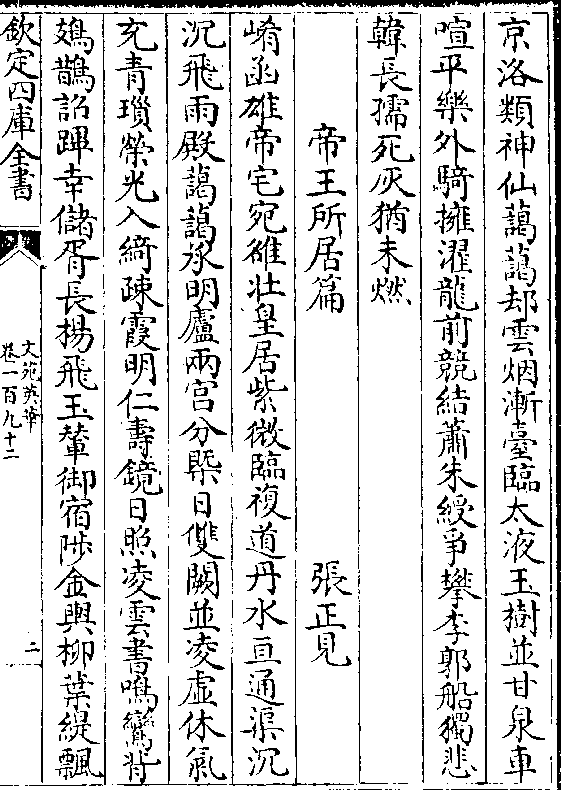 京洛類神仙藹藹却雲烟漸臺臨太液玉樹並甘泉車
喧平樂外騎擁濯龍前競結蕭朱綬爭攀李郭船獨悲
韓長孺死灰猶未燃
帝王所居篇 張正見
崤函雄帝宅宛雒壯皇居紫微臨複道丹水亘通渠沉
沉飛雨殿藹藹承明廬兩宫分槩日雙闕並凌虚休氣
充青瑣榮光入綺疎霞明仁壽鏡日照凌雲書鳴鸞背
鳷鵲詔蹕幸儲胥長楊飛玉輦御宿陟金輿柳葉緹飄
欽定四庫全書
文苑英華
卷一百九十二
二